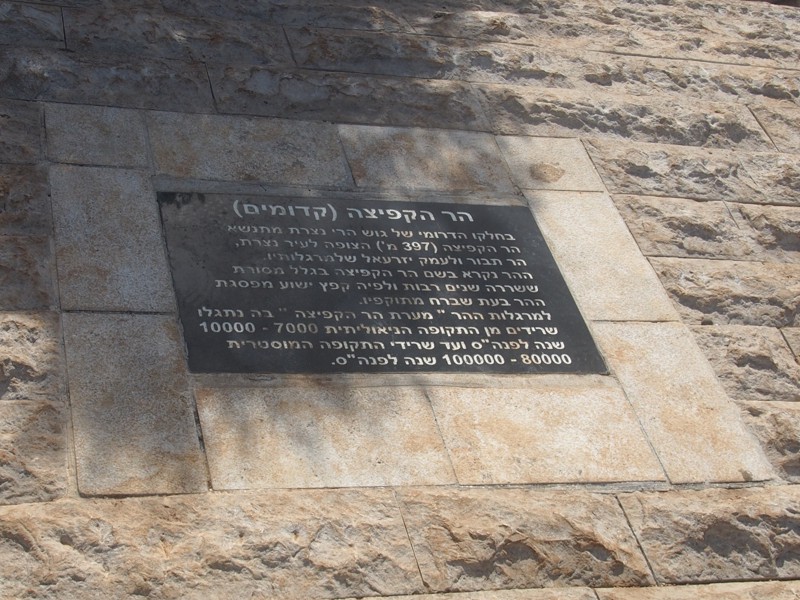 הר הקפיצה (קדומים)
בחלקו הדרומי של גוש הרי נצרת מתנשא
הר הקפיצה (397 מ') הצופה לעיר נצרת,
הר תבור ולעמק יזרעאל שלמרגלותיו.
ההר נקרא בשם הר הקפיצה בגלל מסורת
ששררה שנים רבות ולפיה קפץ ישוע מפסגת
ההר בעת שברח מתוקפיו.
למרגלות ההר " מערת הר הקפיצה " בה נתגלו
שרידים מן התקופה הניאוליתית 7000 - 10000
שנה לפנה"ס ועד שרידי התקופה המוסטרית
80000 - 100000 שנה לפנה"ס.